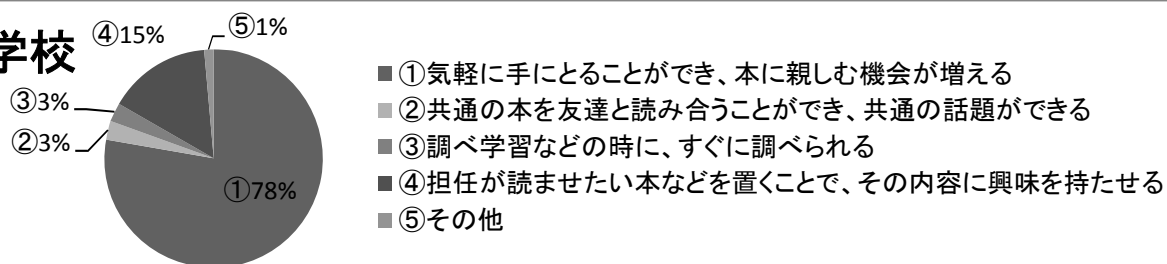 学校
④15%
⑤1%
③3%
②3%
①78%
①気軽に手にとることができ、本に親しむ機会が増える
②共通の本を友達と読み合うことができ、共通の話題ができる
③調べ学習などの時に、すぐに調べられる
④担任が読ませたい本などを置くことで、その内容に興味を持たせる
⑤その他